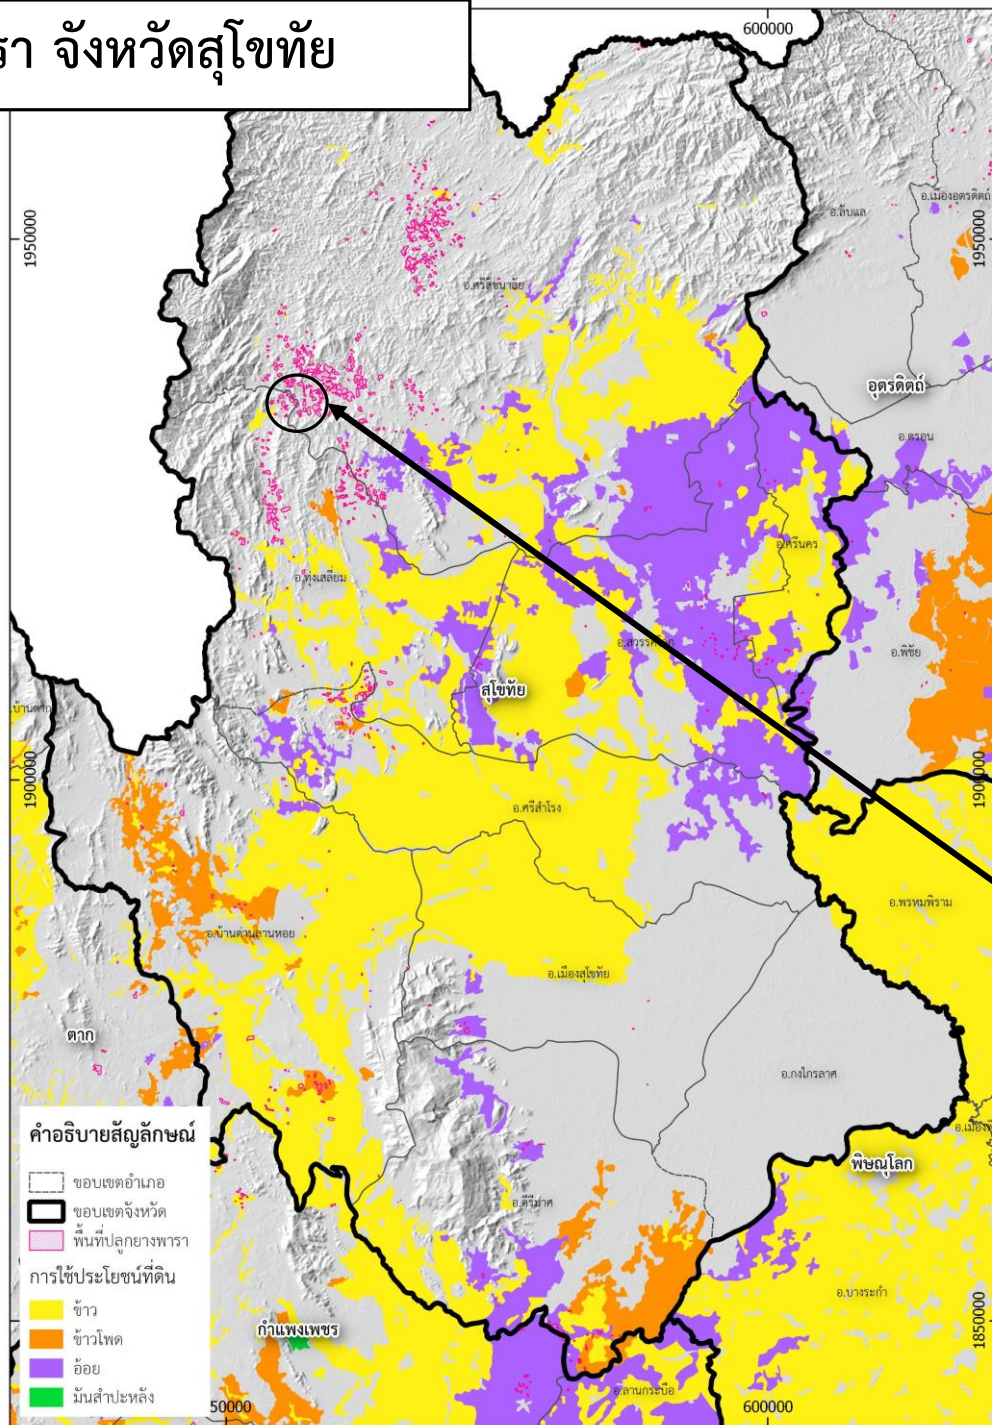 รา จังหวัดสุโขทัย
600000
อ.เมืองอุตรดิตถ์
อ.ลับแล
1950000
1950000
อ.ศรีสัชนาลัย
อุตรดิตถ์
อ.ตรอน
อ.ศรีนคร
อ.ทุ่งเสลี่ยม
อ.สวรรคโลก
อ.พิชัย
สุโขทัย
บ้านตาก
1900000
1900000
อ.ศรีสำโรง
อ.พรหมพิราม
อ.บ้านด่านลานหอย
อ.เมืองสุโขทัย
ตาก
อ.กงไกรลาศ
คำอธิบายสัญลักษณ์
ขอบเขตอำเภอ
ขอบเขตจังหวัด
พื้นที่ปลูกยางพารา
การใช้ประโยชน์ที่ดิน
ข้าว
ข้าวโพด
อ้อย
มันสำปะหลัง
พิษณุโลก
อ.คีรีมาศ
อ.บางระกำ
กำแพงเพชร
1850000
อ.ลานกระบือ
50000
600000